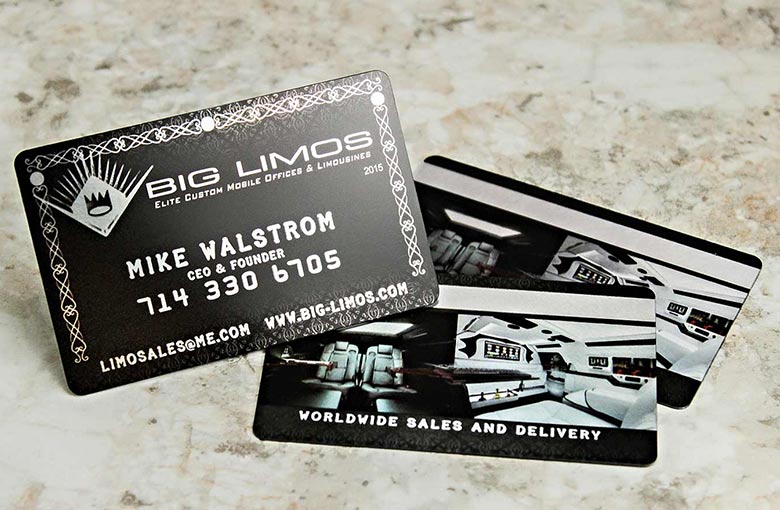 BIG LIMOS
ELITE CUSTOM MOBILE OFFICES & LIMOUSINES
2015
MIKE WALSTROM
CEO & FOUNDER
714 330 6705
LIMOSALES@ME.COM WWW.BIG-LIMOS.COM
WORLDWIDE SALES AND DELIVERY